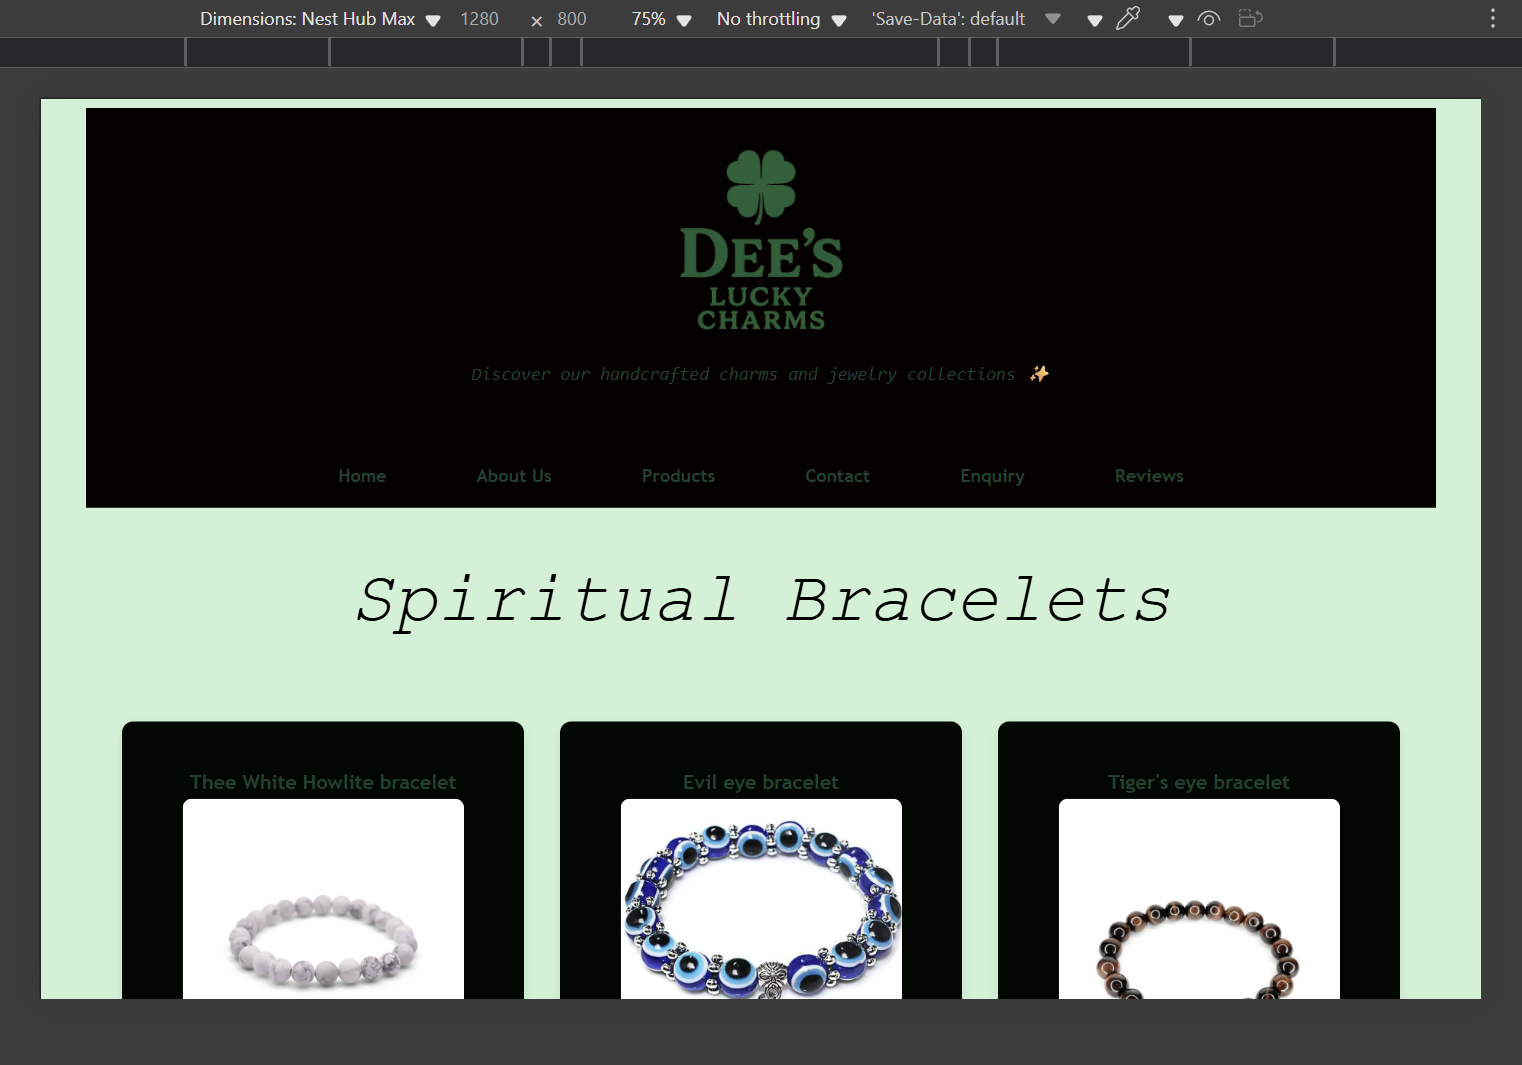 Dimensions: Nest Hub Max 1280 × 800 75% No throttling 'Save-Data': default
DEE'S
LUCKY
CHARMS
Discover our handcrafted charms and jewelry collections ✨
Home About Us Products Contact Enquiry Reviews
Spiritual Bracelets
Thee White Howlite bracelet Evil eye bracelet Tiger's eye bracelet